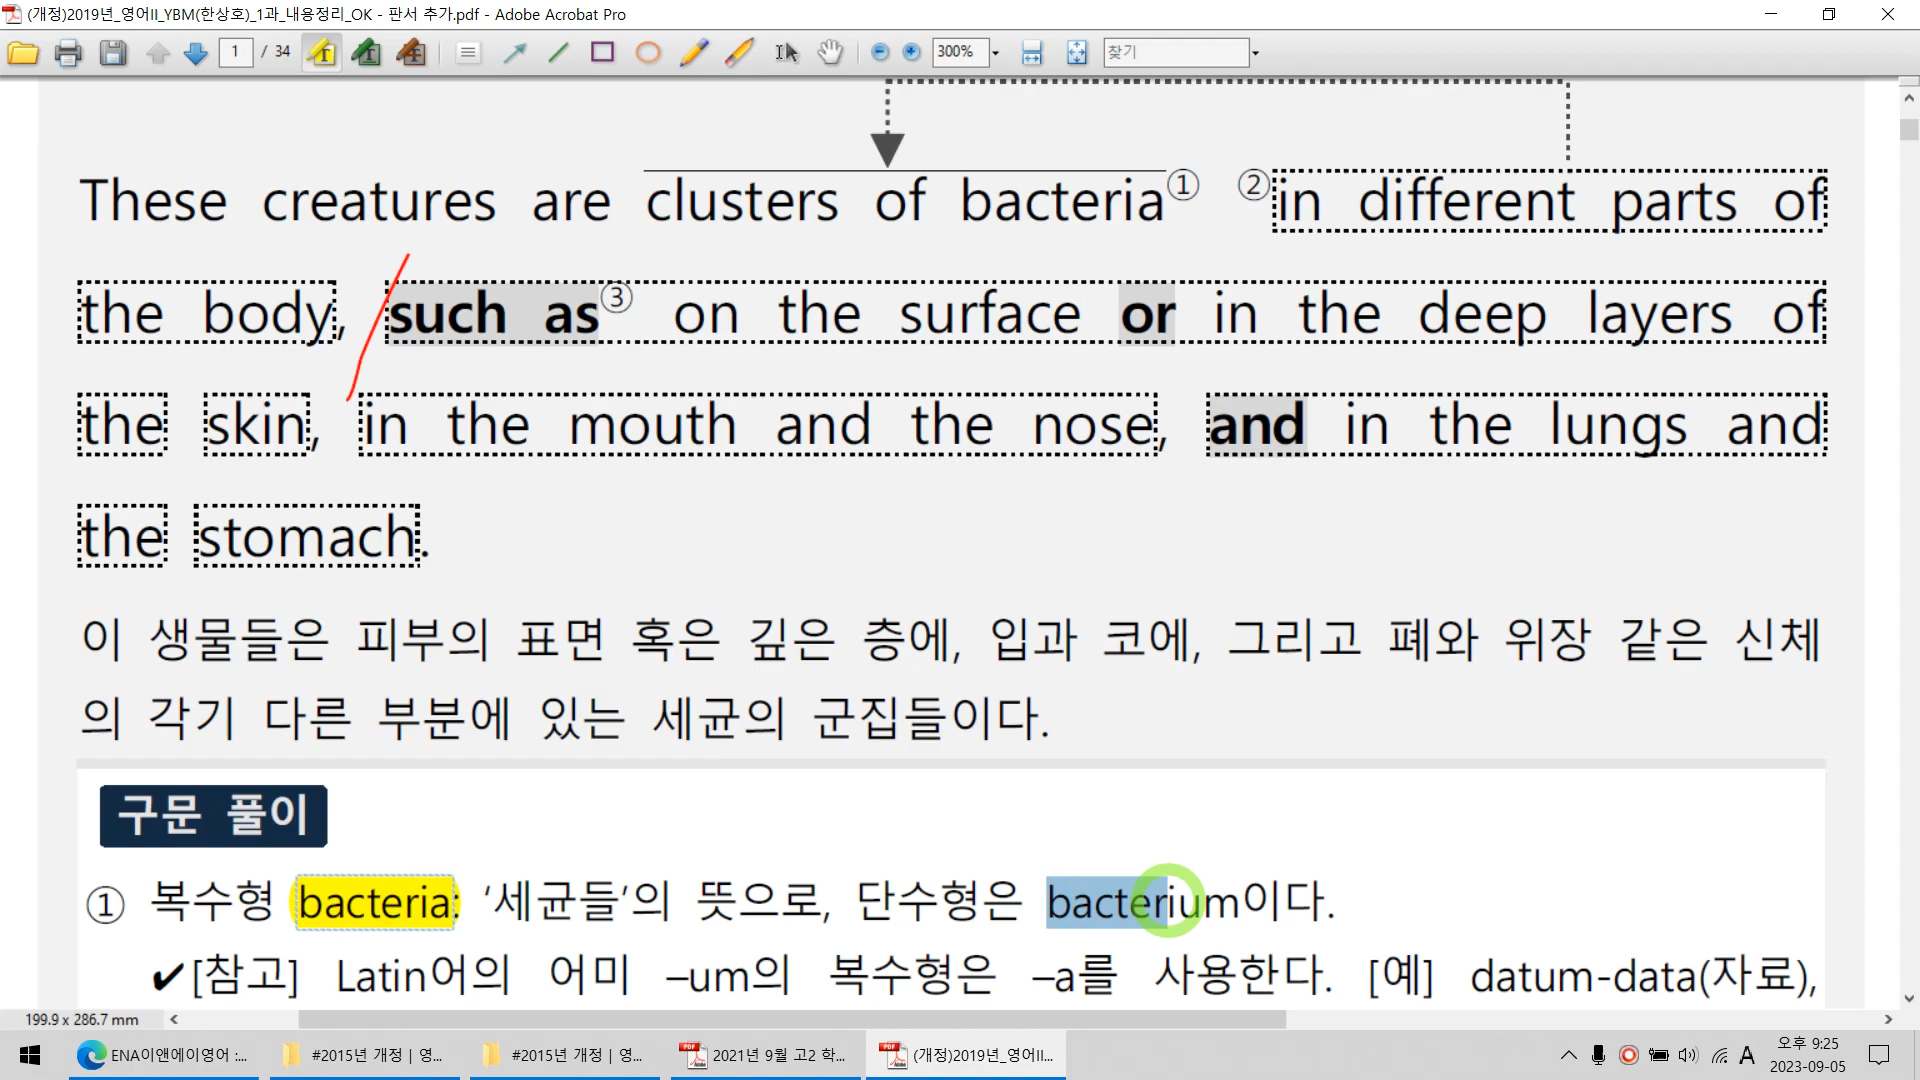 (개정)2019년_영어II_YBM(한상호)_1과_내용정리_OK - 판서 추가.pdf - Adobe Acrobat Pro
1 / 34 300% 찾기
These creatures are clusters of bacteria① ②in different parts of
the body, such as③ on the surface or in the deep layers of
the skin, in the mouth and the nose, and in the lungs and
the stomach.
이 생물들은 피부의 표면 혹은 깊은 층에, 입과 코에, 그리고 폐와 위장 같은 신체
의 각기 다른 부분에 있는 세균의 군집들이다.
구문 풀이
① 복수형 bacteria: ‘세균들’의 뜻으로, 단수형은 bacterium이다.
✔[참고] Latin어의 어미 –um의 복수형은 –a를 사용한다. [예] datum-data(자료),
199.9 x 286.7 mm
ENA이앤에이영어 :... #2015년 개정 | 영... #2015년 개정 | 영... 2021년 9월 고2 학... (개정)2019년_영어II... A 오후 9:25
2023-09-05